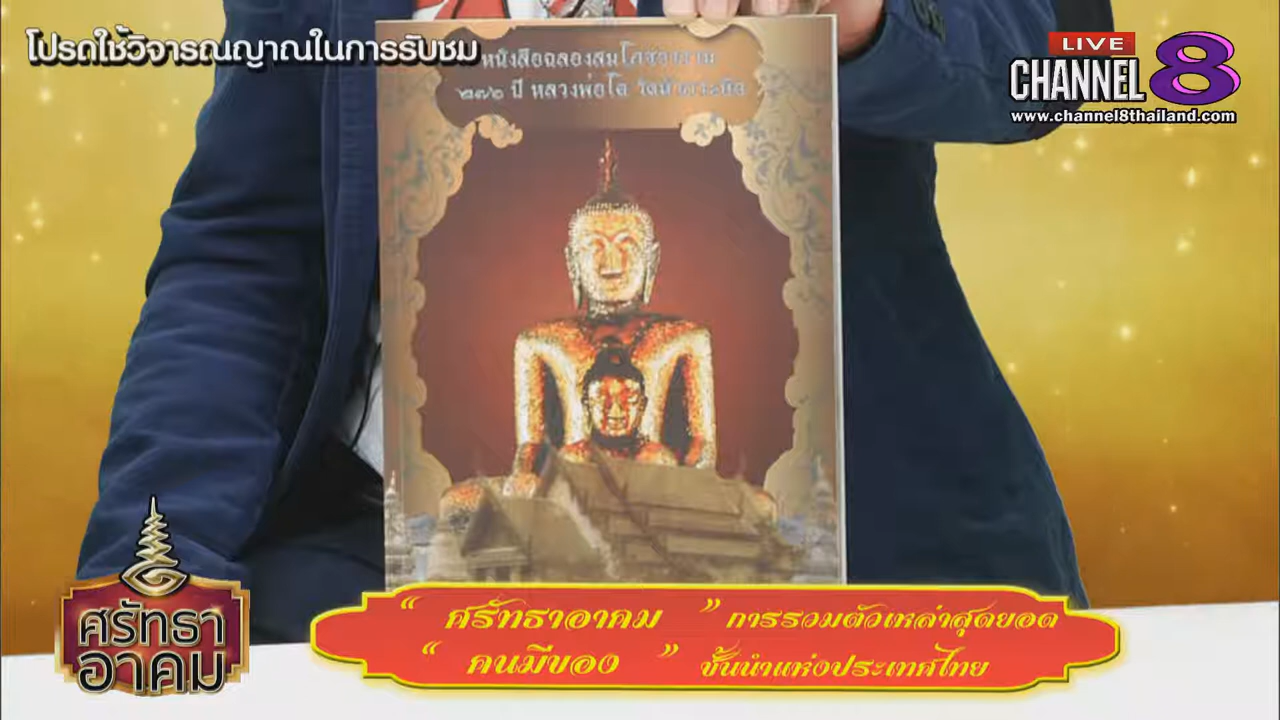 โปรดใช้วิจารณญาณในการรับชม
LIVE
CHANNEL 8
www.channel8thailand.com
หนังสือฉลองสมโภช
๒๗๖ ปี หลวงพ่อโต
" ศรัทธาอาคม " การรวมตัวเหล่าสุดยอด
" คนมีของ " ชั้นนำแห่งประเทศไทย
ศรัทธา
อาคม